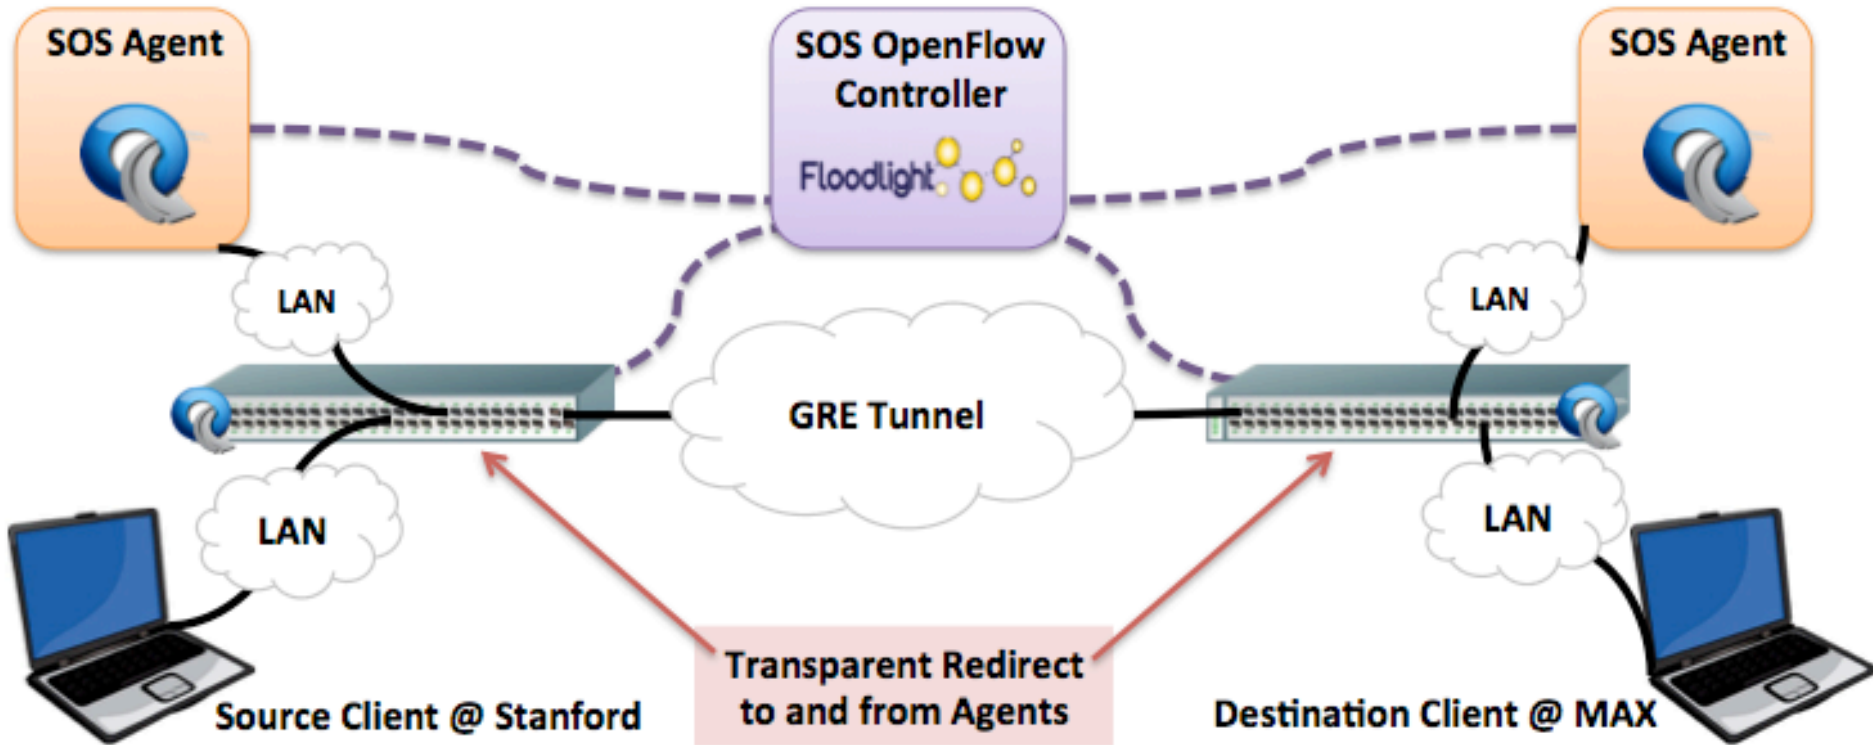 SOS Agent
SOS OpenFlow
Controller
Floodlight
SOS Agent
LAN
LAN
GRE Tunnel
LAN
LAN
Transparent Redirect
to and from Agents
Source Client @ Stanford
Destination Client @ MAX